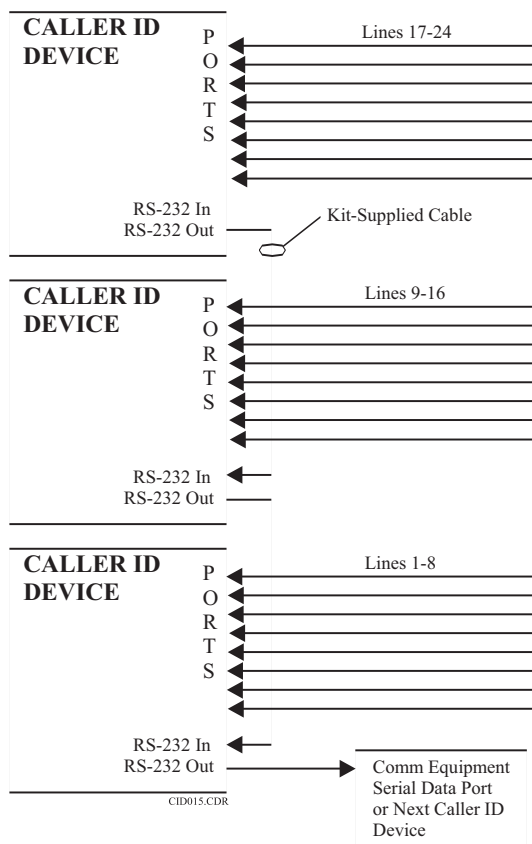 CALLER ID
DEVICE
P
O
R
T
S
Lines 17-24
RS-232 In
RS-232 Out
Kit-Supplied Cable
CALLER ID
DEVICE
P
O
R
T
S
Lines 9-16
RS-232 In
RS-232 Out
CALLER ID
DEVICE
P
O
R
T
S
Lines 1-8
RS-232 In
RS-232 Out
CID015.CDR
Comm Equipment
Serial Data Port
or Next Caller ID
Device